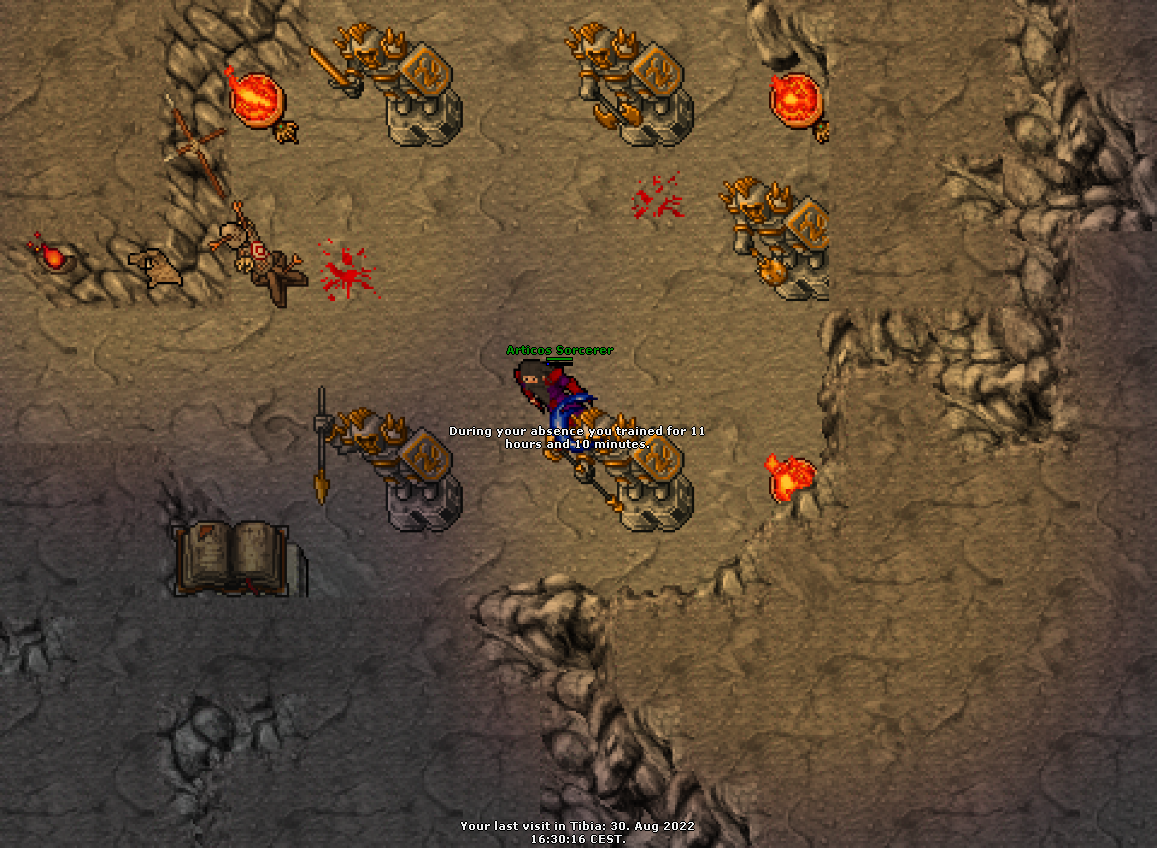 Articos Sorcerer
During your absence you trained for 11
hours and 10 minutes.
Your last visit in Tibia: 30. Aug 2022
16:30:16 CEST.